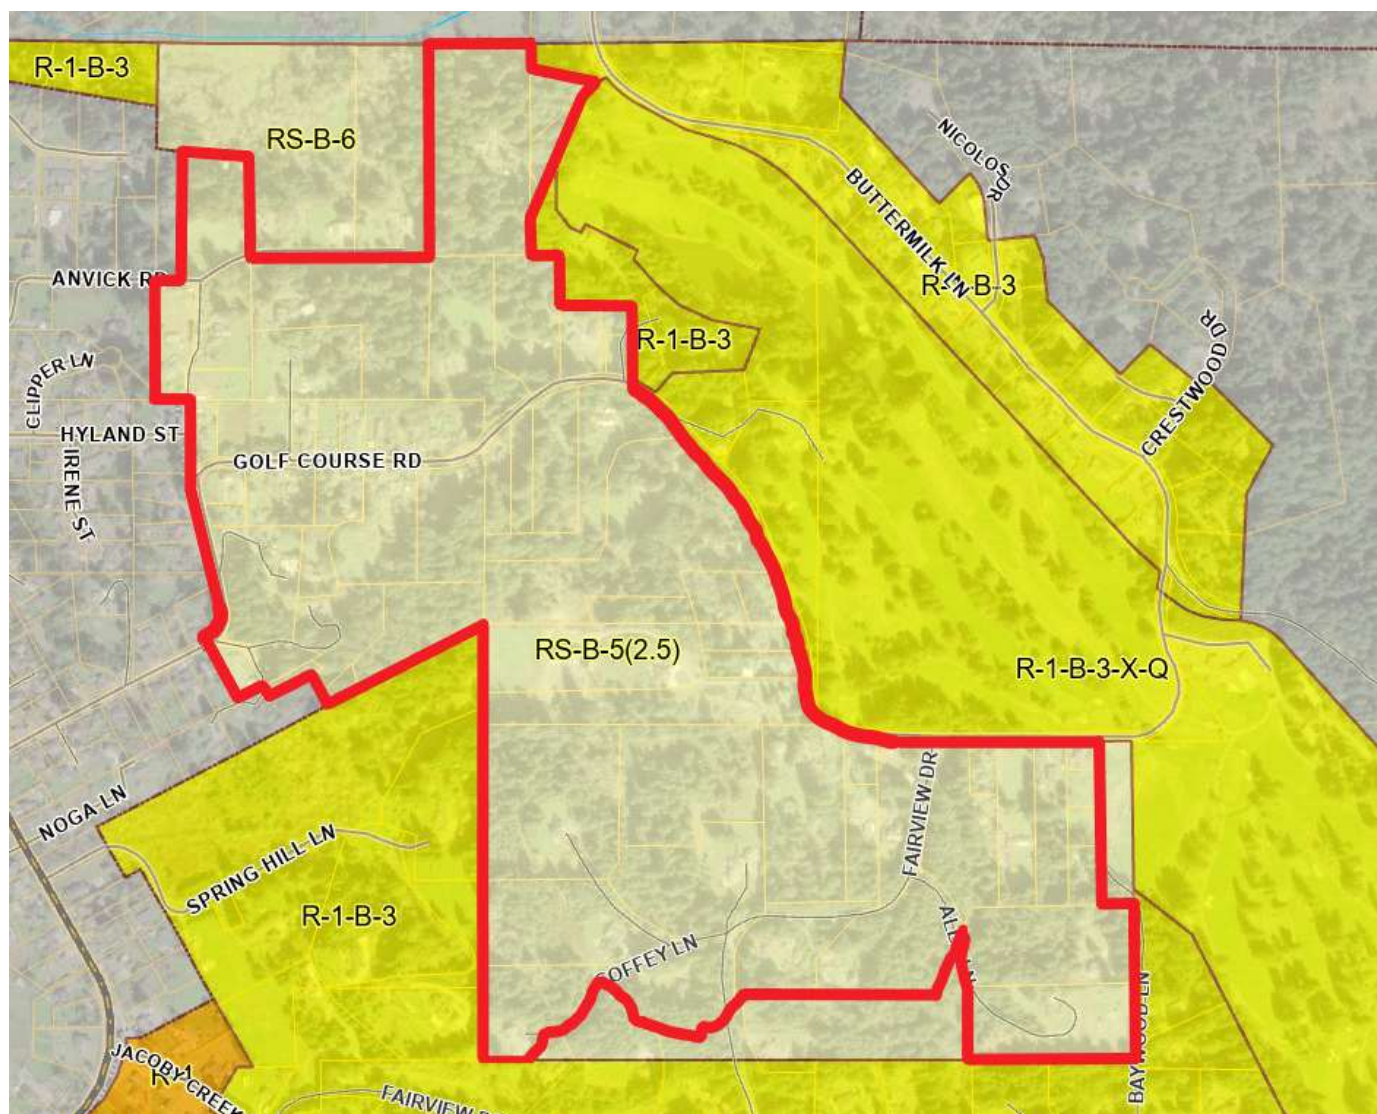 R-1-B-3
RS-B-6
NICOLOS DR
BUTTERMILK LN
ANVICK RD
R-1-B-3
CLIPPER LN
R-1-B-3
CRESTWOOD DR
HYLAND ST
GOLF COURSE RD
IRENE ST
RS-B-5(2.5)
R-1-B-3-X-Q
NOGA LN
FAIRVIEW DR
SPRING HILL LN
R-1-B-3
COFFEY LN
BAYWOOD LN
JACOBY CREEK
FAIRVIEW